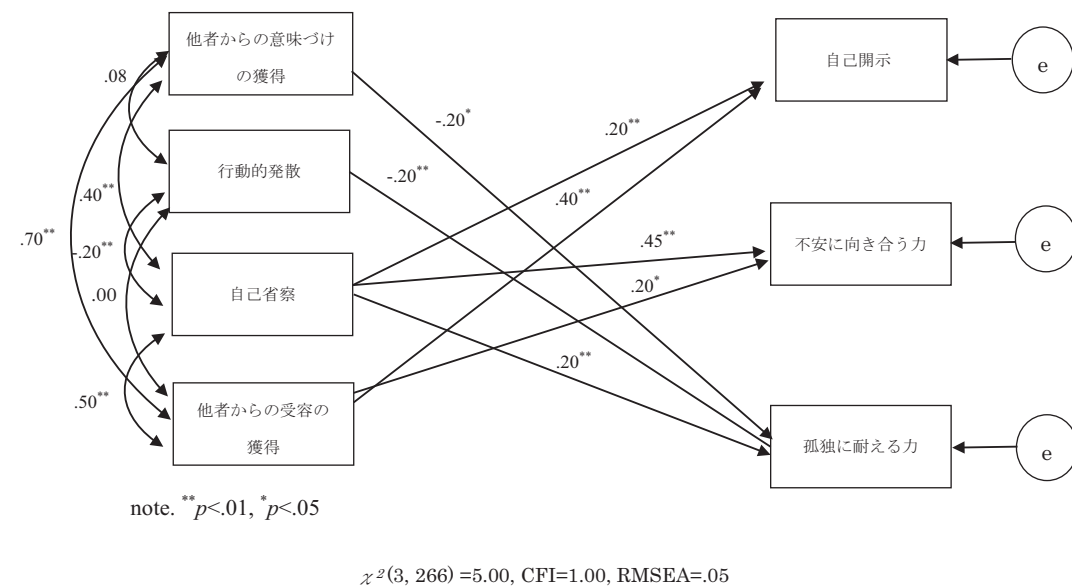 他者からの意味づけ
の獲得
自己開示
e
.08
-.20*
.20**
行動的発散
-.20**
.40**
.40**
.70**
-.20**
.45**
不安に向き合う力
e
自己省察
.00
.20*
.20**
.50**
他者からの受容の
獲得
孤独に耐える力
e
note. **p<.01, *p<.05
χ²(3, 266) =5.00, CFI=1.00, RMSEA=.05